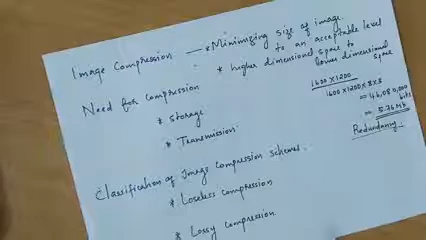 Image Compression — * Minimizing size of image.
to an acceptable level
* higher dimensional space to
lower dimensional
space
Need for compression
* Storage
* Transmission
1600 x 1200
1600 x 1200 x 8 x 3
= 46,080,000
bits
= 5.76 Mb
Redundancy
Classification of Image Compression schemes.
* Loseless compression
* Lossy compression